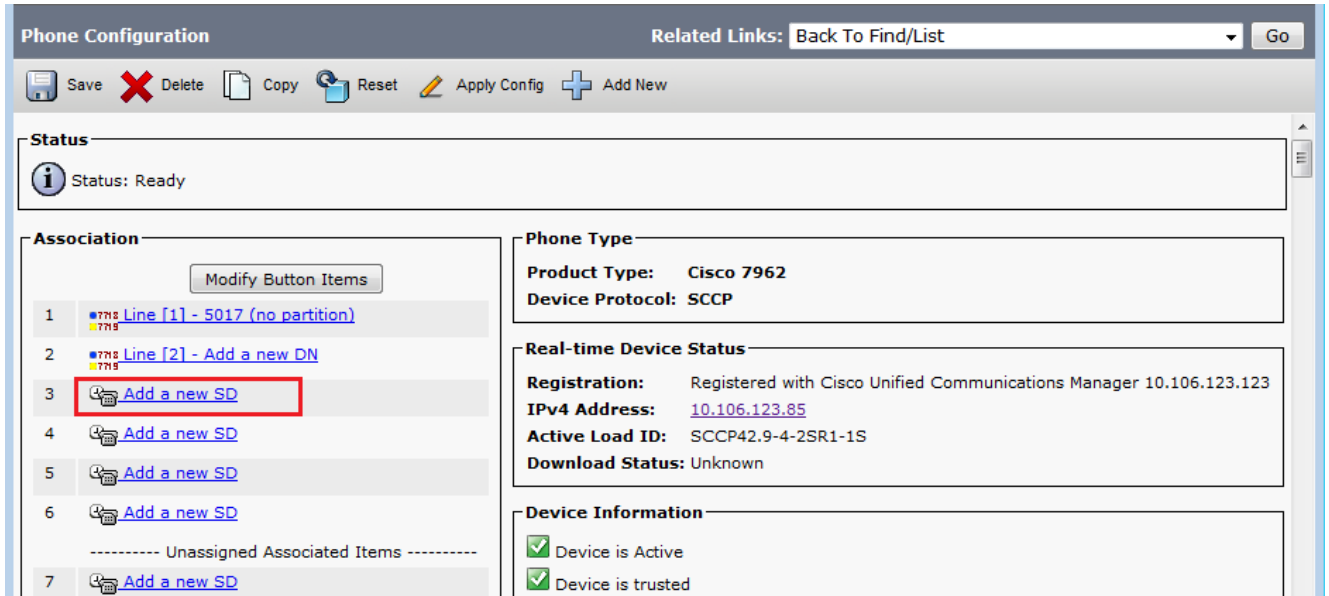 Phone Configuration
Related Links: Back To Find/List Go
Save Delete Copy Reset Apply Config Add New
Status
Status: Ready
Association
Modify Button Items
1 Line [1] - 5017 (no partition)
2 Line [2] - Add a new DN
3 Add a new SD
4 Add a new SD
5 Add a new SD
6 Add a new SD
---------- Unassigned Associated Items ----------
7 Add a new SD
Phone Type
Product Type: Cisco 7962
Device Protocol: SCCP
Real-time Device Status
Registration: Registered with Cisco Unified Communications Manager 10.106.123.123
IPv4 Address: 10.106.123.85
Active Load ID: SCCP42.9-4-2SR1-1S
Download Status: Unknown
Device Information
Device is Active
Device is trusted